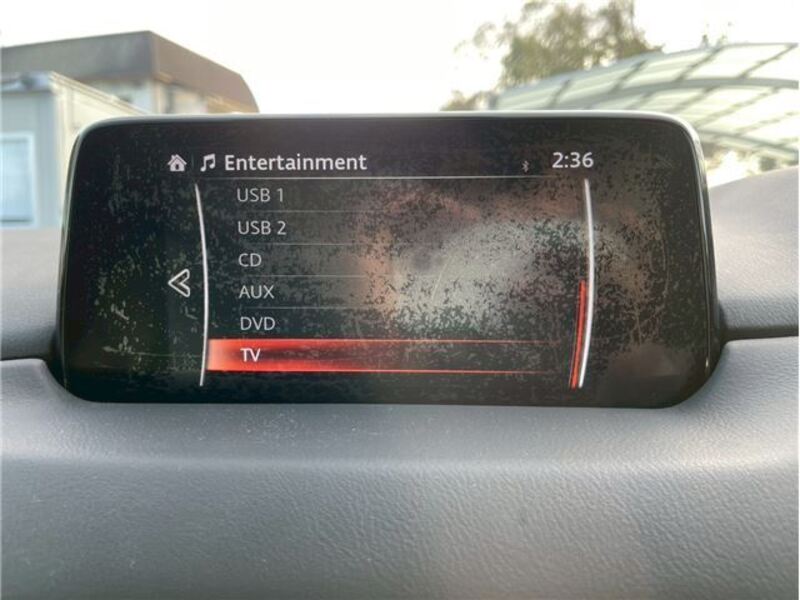 Entertainment 2:36
USB 1
USB 2
CD
AUX
DVD
TV